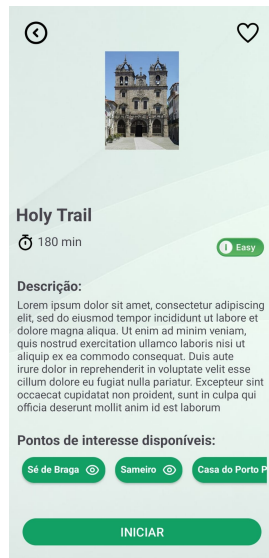 Holy Trail
180 min
Easy
Descrição:
Lorem ipsum dolor sit amet, consectetur adipiscing
elit, sed do eiusmod tempor incididunt ut labore et
dolore magna aliqua. Ut enim ad minim veniam,
quis nostrud exercitation ullamco laboris nisi ut
aliquip ex ea commodo consequat. Duis aute
irure dolor in reprehenderit in voluptate velit esse
cillum dolore eu fugiat nulla pariatur. Excepteur sint
occaecat cupidatat non proident, sunt in culpa qui
officia deserunt mollit anim id est laborum
Pontos de interesse disponíveis:
Sé de Braga
Sameiro
Casa do Porto P
INICIAR